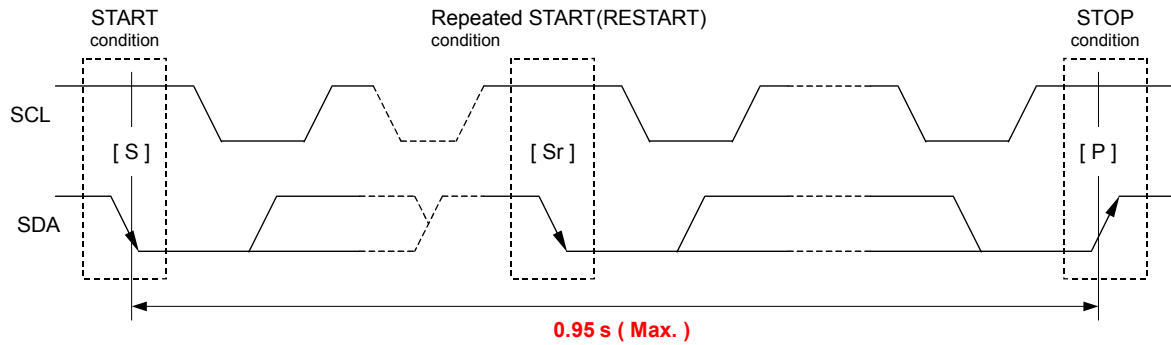 START
condition
Repeated START(RESTART)
condition
STOP
condition
SCL
[ S ]
[ Sr ]
[ P ]
SDA
0.95 s ( Max. )